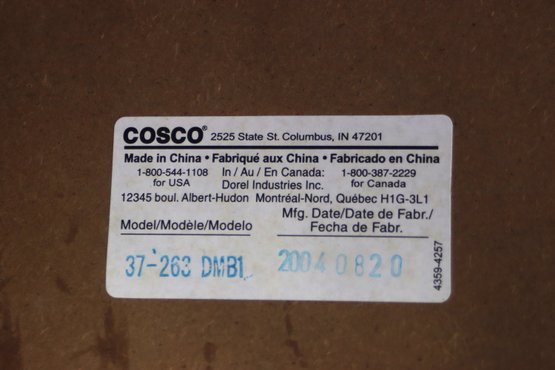 COSCO® 2525 State St. Columbus, IN 47201
Made in China • Fabriqué aux China • Fabricado en China
1-800-544-1108 In / Au / En Canada: 1-800-387-2229
for USA Dorel Industries Inc. for Canada
12345 boul. Albert-Hudon Montréal-Nord, Québec H1G-3L1
Mfg. Date/Date de Fabr./
Model/Modèle/Modelo Fecha de Fabr.
37-263 DMB1 20040820
4359-4257